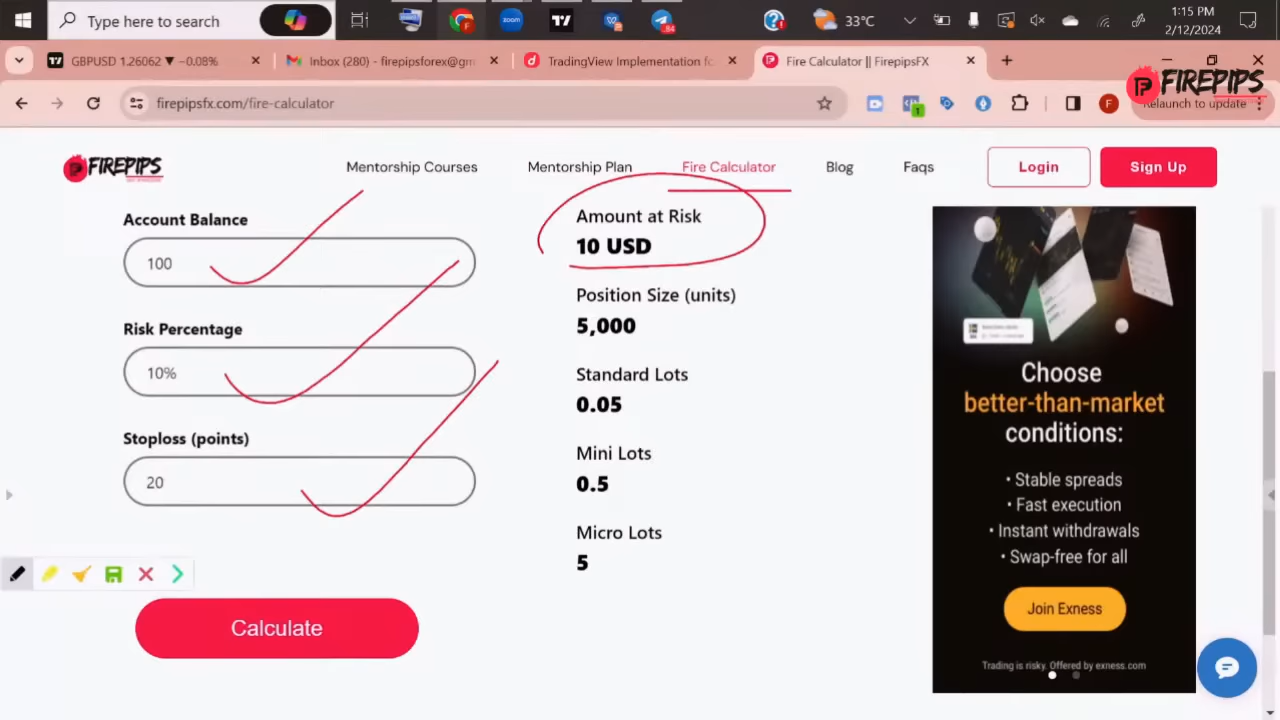 Type here to search
33°C
1:15 PM
2/12/2024
84
GBPUSD 1.26062 ▼ −0.08%
Inbox (280) - firepipsforex@gm
TradingView Implementation fo
Fire Calculator || FirepipsFX
FIREPIPS
firepipsfx.com/fire-calculator
1
F
Relaunch to update
FIREPIPS
Mentorship Courses
Mentorship Plan
Fire Calculator
Blog
Faqs
Login
Sign Up
Account Balance
100
Risk Percentage
10%
Stoploss (points)
20
Calculate
Amount at Risk
10 USD
Position Size (units)
5,000
Standard Lots
0.05
Mini Lots
0.5
Micro Lots
5
Choose
better-than-market
conditions:
• Stable spreads
• Fast execution
• Instant withdrawals
• Swap-free for all
Join Exness
Trading is risky. Offered by exness.com